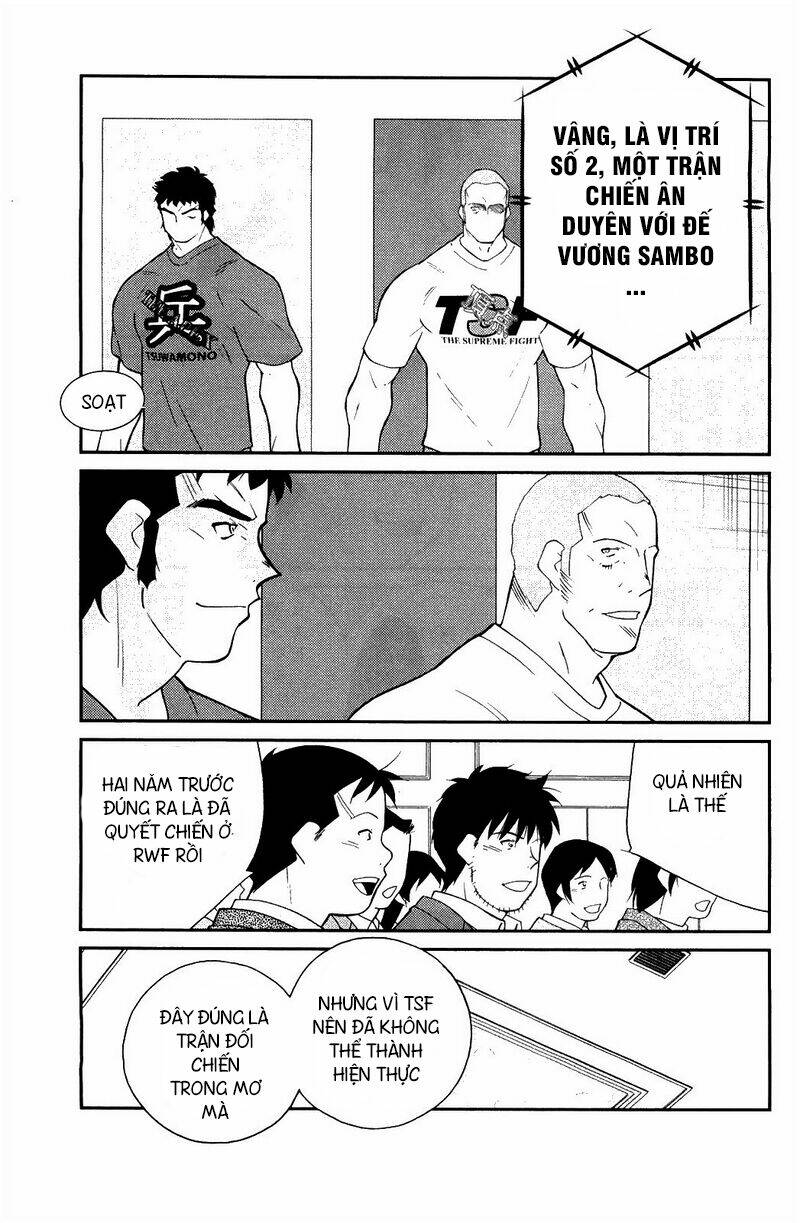 VÂNG, LÀ VỊ TRÍ
SỐ 2, MỘT TRẬN
CHIẾN ÂN
DUYÊN VỚI ĐẾ
VƯƠNG SAMBO
...
兵
TSUWAMONO
TSF
THE SUPREME FIGHT
SOẠT
QUẢ NHIÊN
LÀ THẾ
HAI NĂM TRƯỚC
ĐÚNG RA LÀ ĐÃ
QUYẾT CHIẾN Ở
RWF RỒI
NHƯNG VÌ TSF
NÊN ĐÃ KHÔNG
THỂ THÀNH
HIỆN THỰC
ĐÂY ĐÚNG LÀ
TRẬN ĐỐI
CHIẾN
TRONG MƠ
MÀ